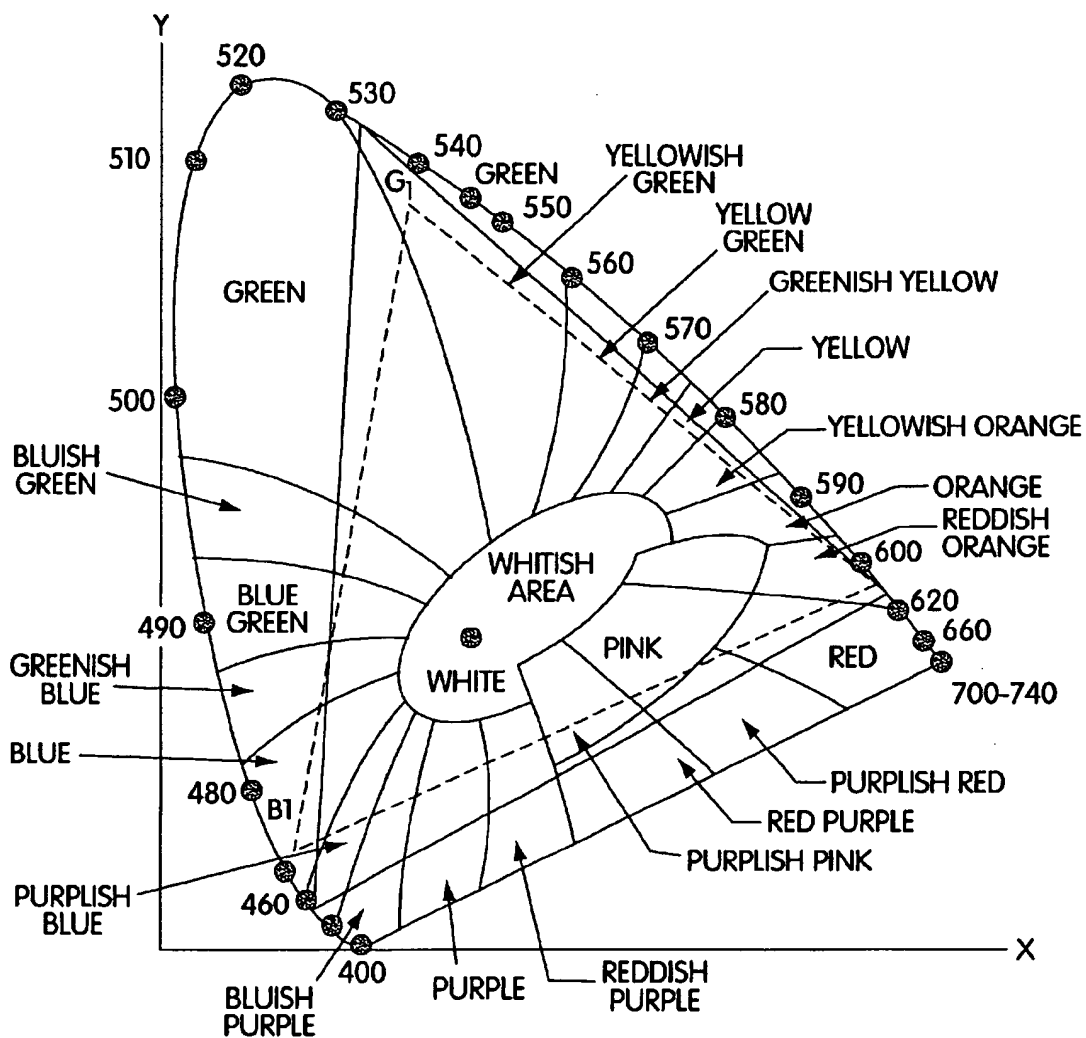 Y
520
530
510
540
GREEN
550
YELLOWISH
GREEN
G1
YELLOW
GREEN
560
GREENISH YELLOW
GREEN
570
YELLOW
580
500
YELLOWISH ORANGE
BLUISH
GREEN
590
ORANGE
REDDISH
ORANGE
600
WHITISH
AREA
BLUE
GREEN
620
490
660
PINK
RED
GREENISH
BLUE
WHITE
700-740
BLUE
480
B1
PURPLISH RED
RED PURPLE
PURPLISH PINK
PURPLISH
BLUE
460
400
X
BLUISH
PURPLE
PURPLE
REDDISH
PURPLE